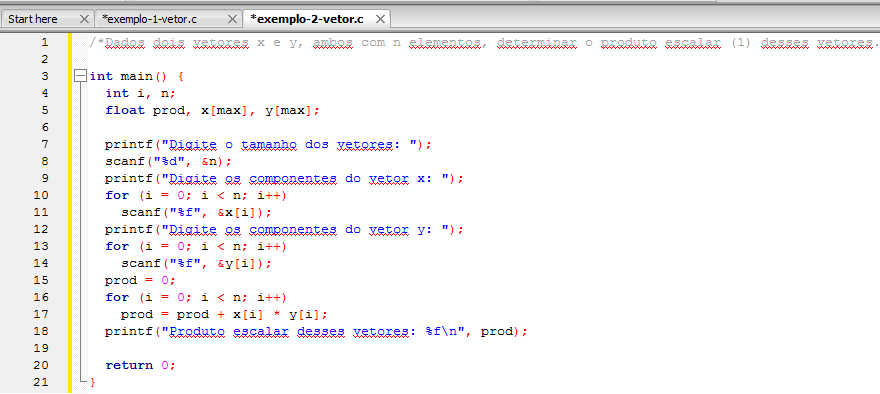 Start here
*exemplo-1-vetor.c
*exemplo-2-vetor.c
1 /*Dados dois vetores x e y, ambos com n elementos, determinar o produto escalar (1) desses vetores.
2
3 int main() {
4 int i, n;
5 float prod, x[max], y[max];
6
7 printf("Digite o tamanho dos vetores: ");
8 scanf("%d", &n);
9 printf("Digite os componentes do vetor x: ");
10 for (i = 0; i < n; i++)
11 scanf("%f", &x[i]);
12 printf("Digite os componentes do vetor y: ");
13 for (i = 0; i < n; i++)
14 scanf("%f", &y[i]);
15 prod = 0;
16 for (i = 0; i < n; i++)
17 prod = prod + x[i] * y[i];
18 printf("Produto escalar desses vetores: %f\n", prod);
19
20 return 0;
21 }